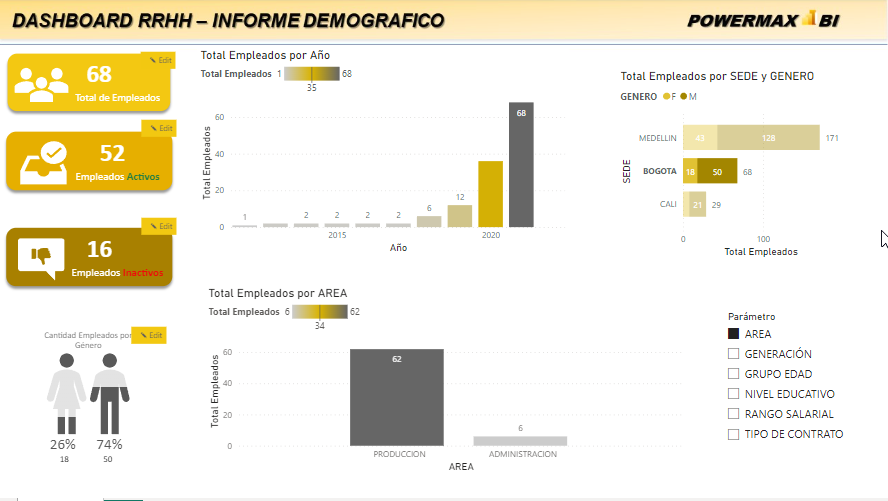 DASHBOARD RRHH – INFORME DEMOGRAFICO
POWERMAX BI
Edit
68
Total de Empleados
Edit
52
Empleados Activos
Edit
16
Empleados Inactivos
Cantidad Empleados por
Género
Edit
26% 74%
18 50
Total Empleados por Año
Total Empleados 1 68
35
Total Empleados
60
40
20
0
1
2
2
2
2
6
12
68
2015
2020
Año
Total Empleados por SEDE y GENERO
GENERO F M
SEDE
MEDELLIN 43 128 171
BOGOTA 18 50 68
CALI 21 29
0 100
Total Empleados
Total Empleados por AREA
Total Empleados 6 62
34
Total Empleados
60
40
20
0
62
6
PRODUCCION
ADMINISTRACION
AREA
Parámetro
AREA
GENERACIÓN
GRUPO EDAD
NIVEL EDUCATIVO
RANGO SALARIAL
TIPO DE CONTRATO